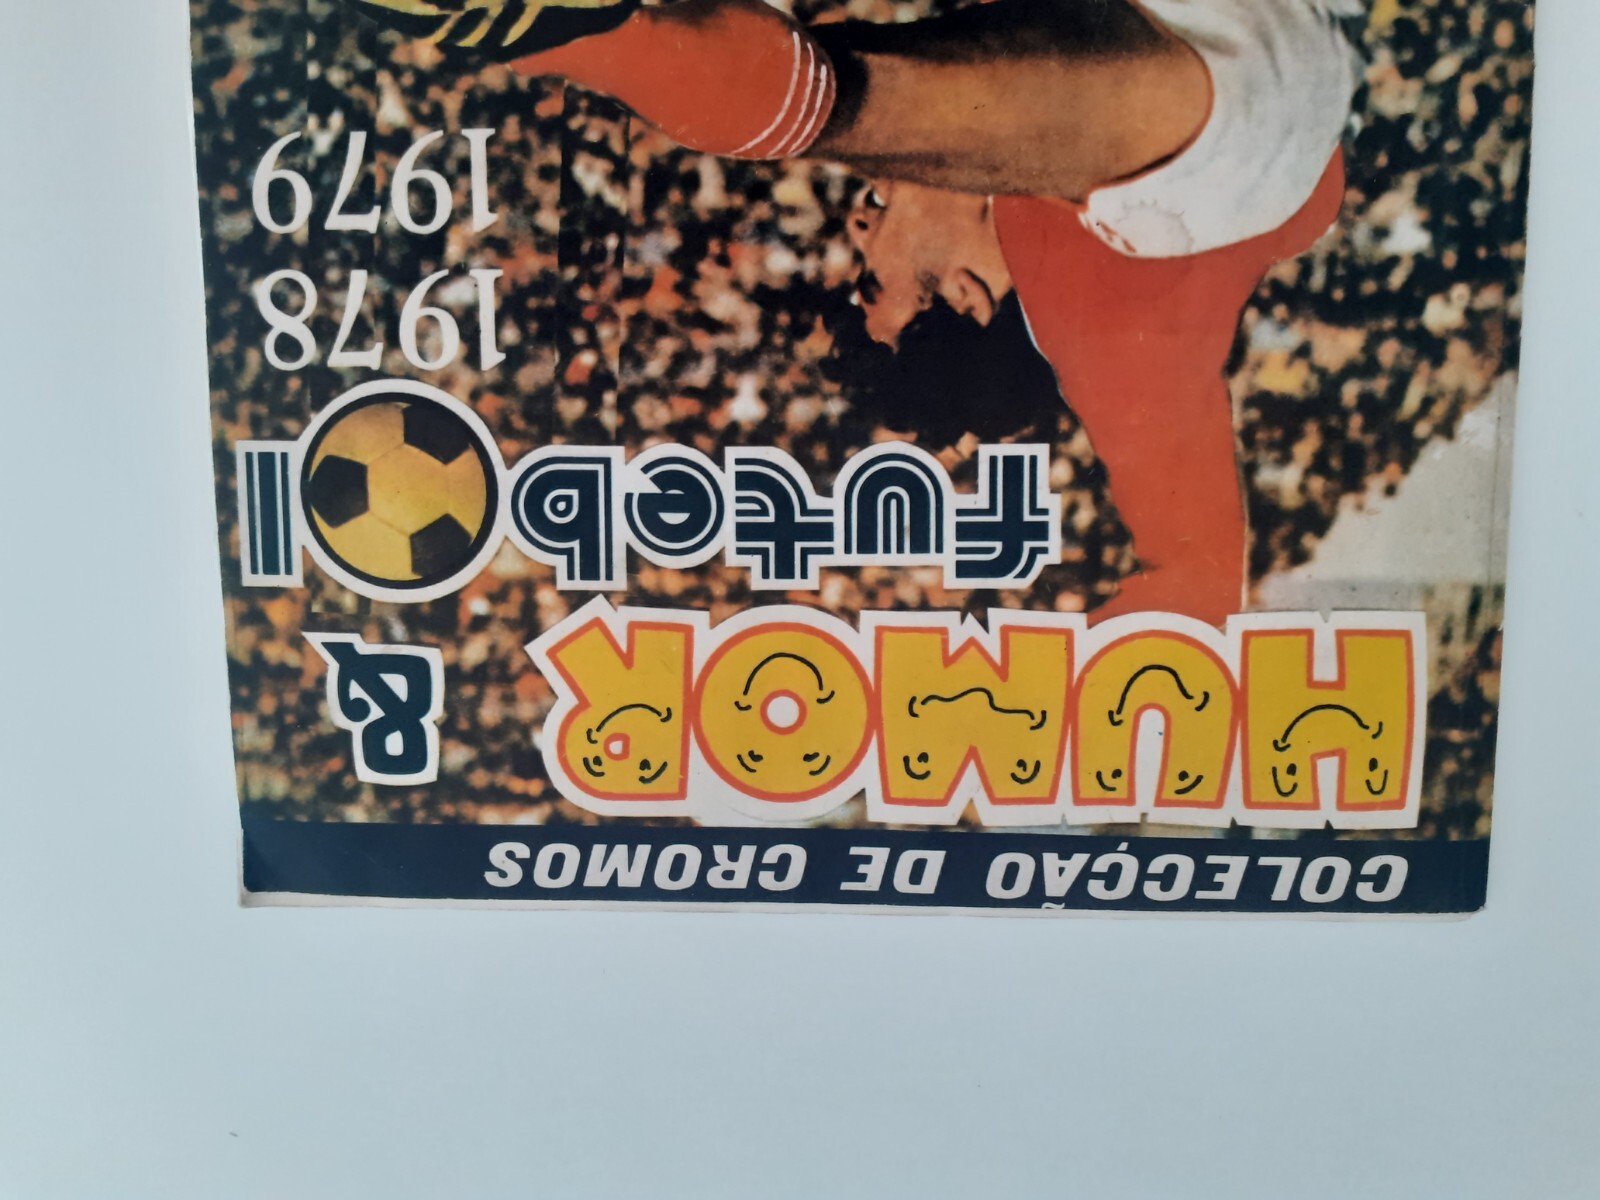 COLECÇÃO DE CROMOS
HUMOR &
futebol
1978
1979